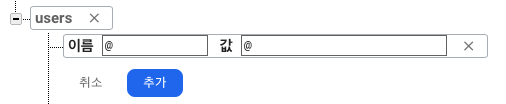 users ×
이름 @ 값 @ ×
취소 추가